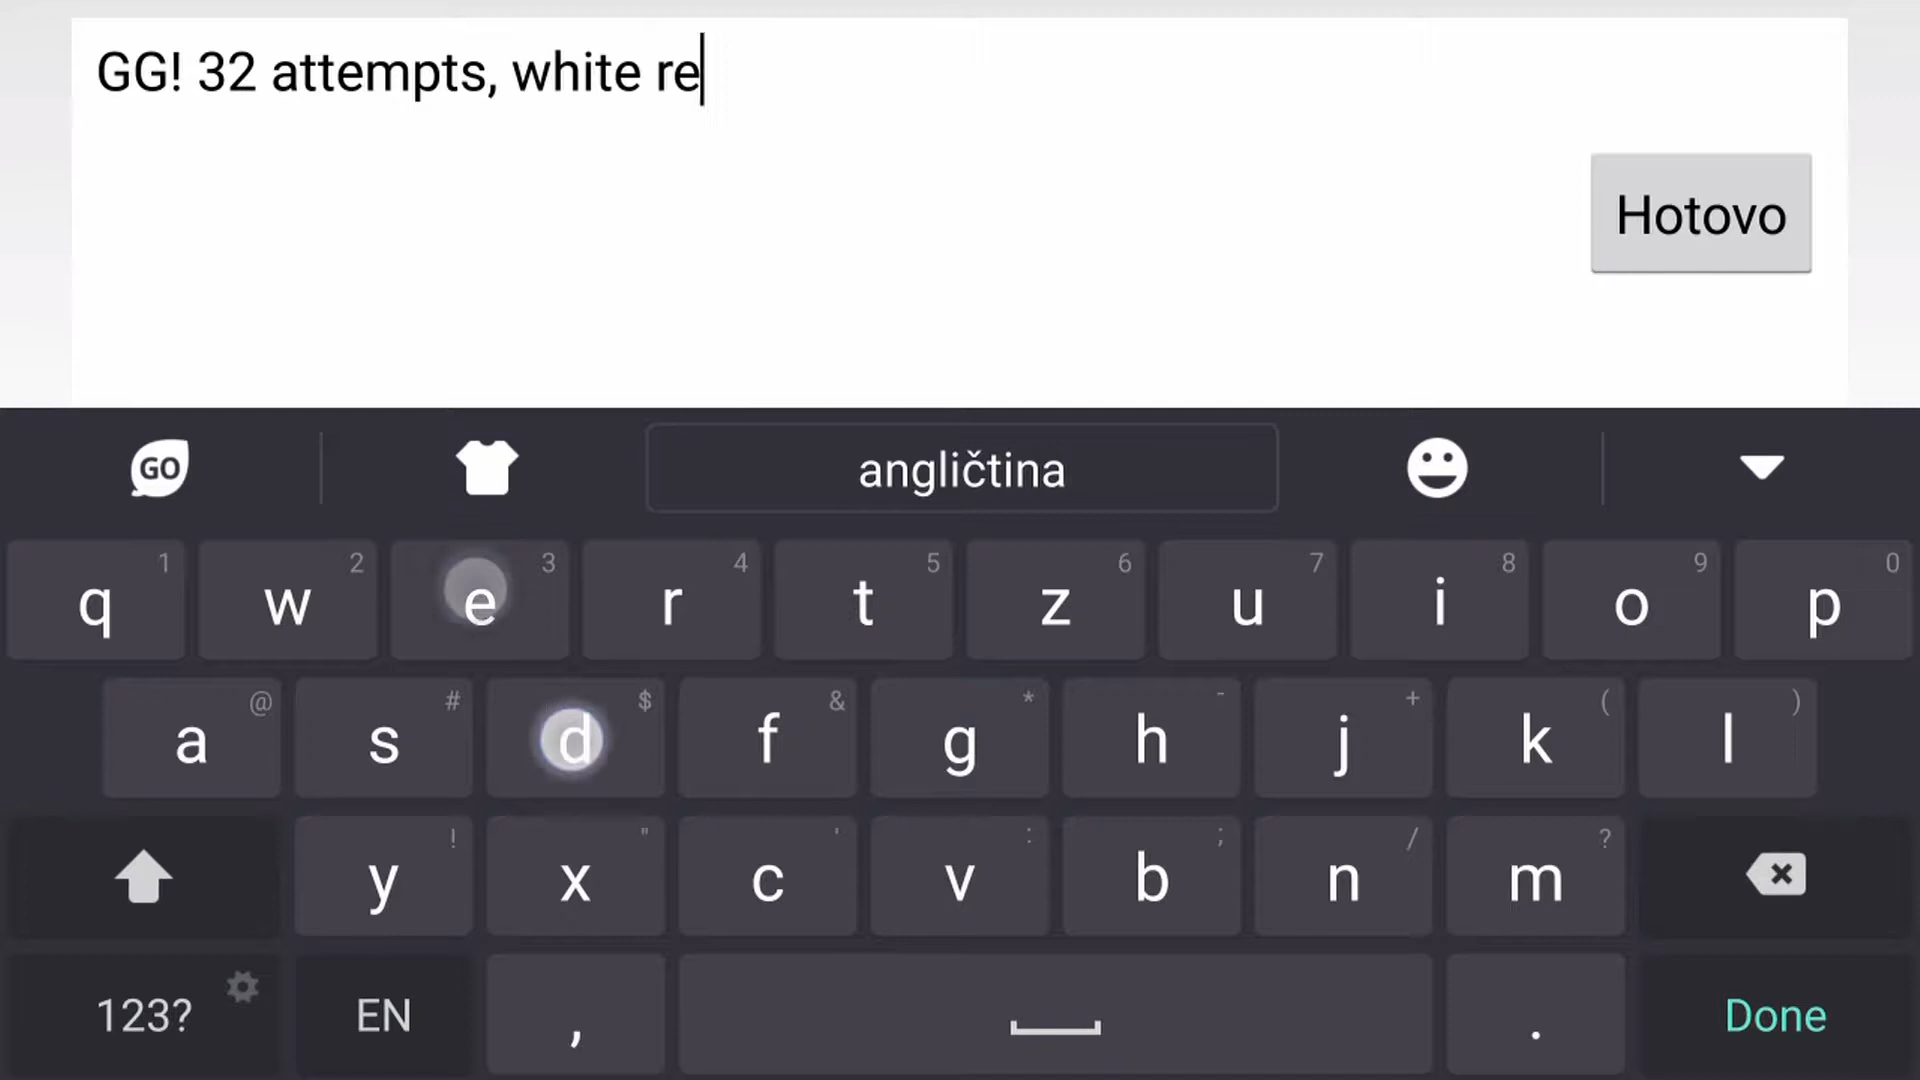 GG! 32 attempts, white re
Hotovo
GO angličtina
1 2 3 4 5 6 7 8 9 0
q w e r t z u i o p
@ # $ & * - + ( )
a s d f g h j k l
! " ' : ; / ?
y x c v b n m
123? EN , . Done